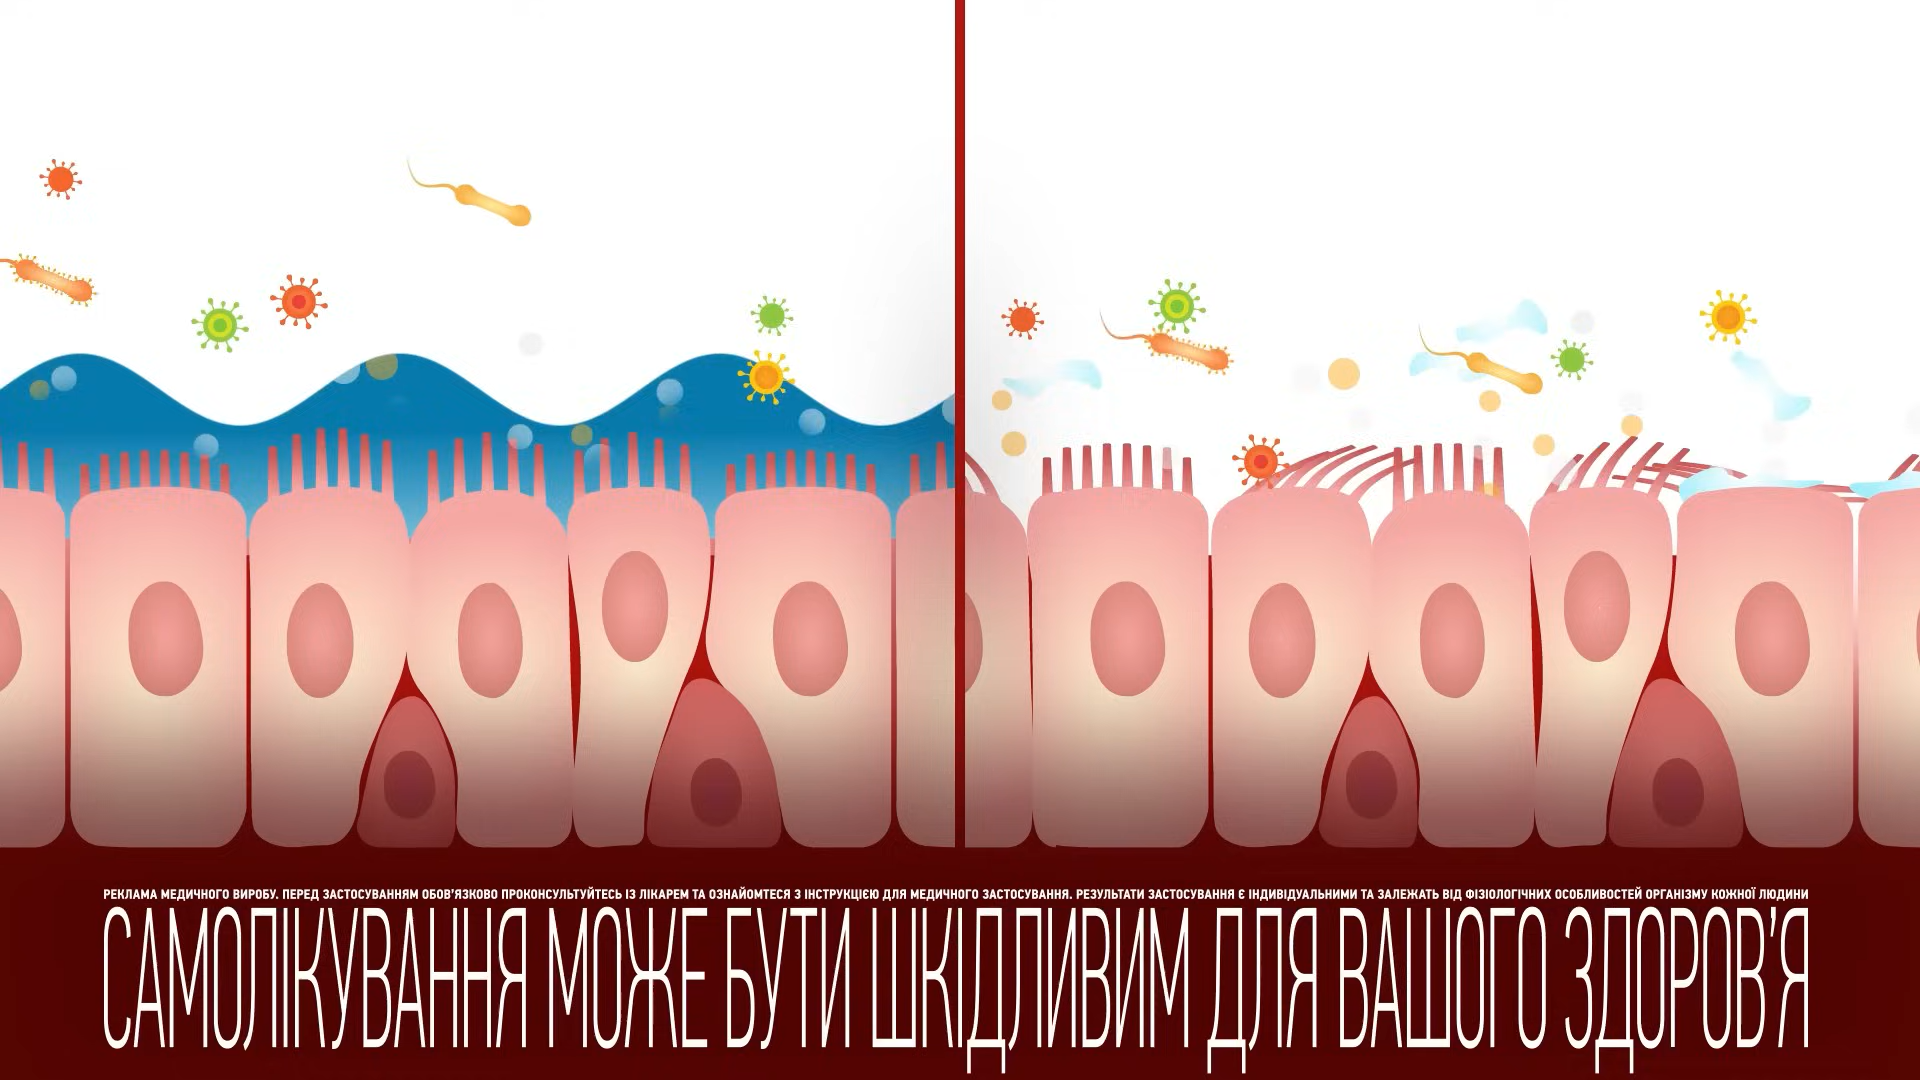 РЕКЛАМА МЕДИЧНОГО ВИРОБУ. ПЕРЕД ЗАСТОСУВАННЯМ ОБОВ'ЯЗКОВО ПРОКОНСУЛЬТУЙТЕСЬ ІЗ ЛІКАРЕМ ТА ОЗНАЙОМТЕСЯ З ІНСТРУКЦІЄЮ ДЛЯ МЕДИЧНОГО ЗАСТОСУВАННЯ. РЕЗУЛЬТАТИ ЗАСТОСУВАННЯ Є ІНДИВІДУАЛЬНИМИ ТА ЗАЛЕЖАТЬ ВІД ФІЗІОЛОГІЧНИХ ОСОБЛИВОСТЕЙ ОРГАНІЗМУ КОЖНОЇ ЛЮДИНИ
САМОЛІКУВАННЯ МОЖЕ БУТИ ШКІДЛИВИМ ДЛЯ ВАШОГО ЗДОРОВ'Я